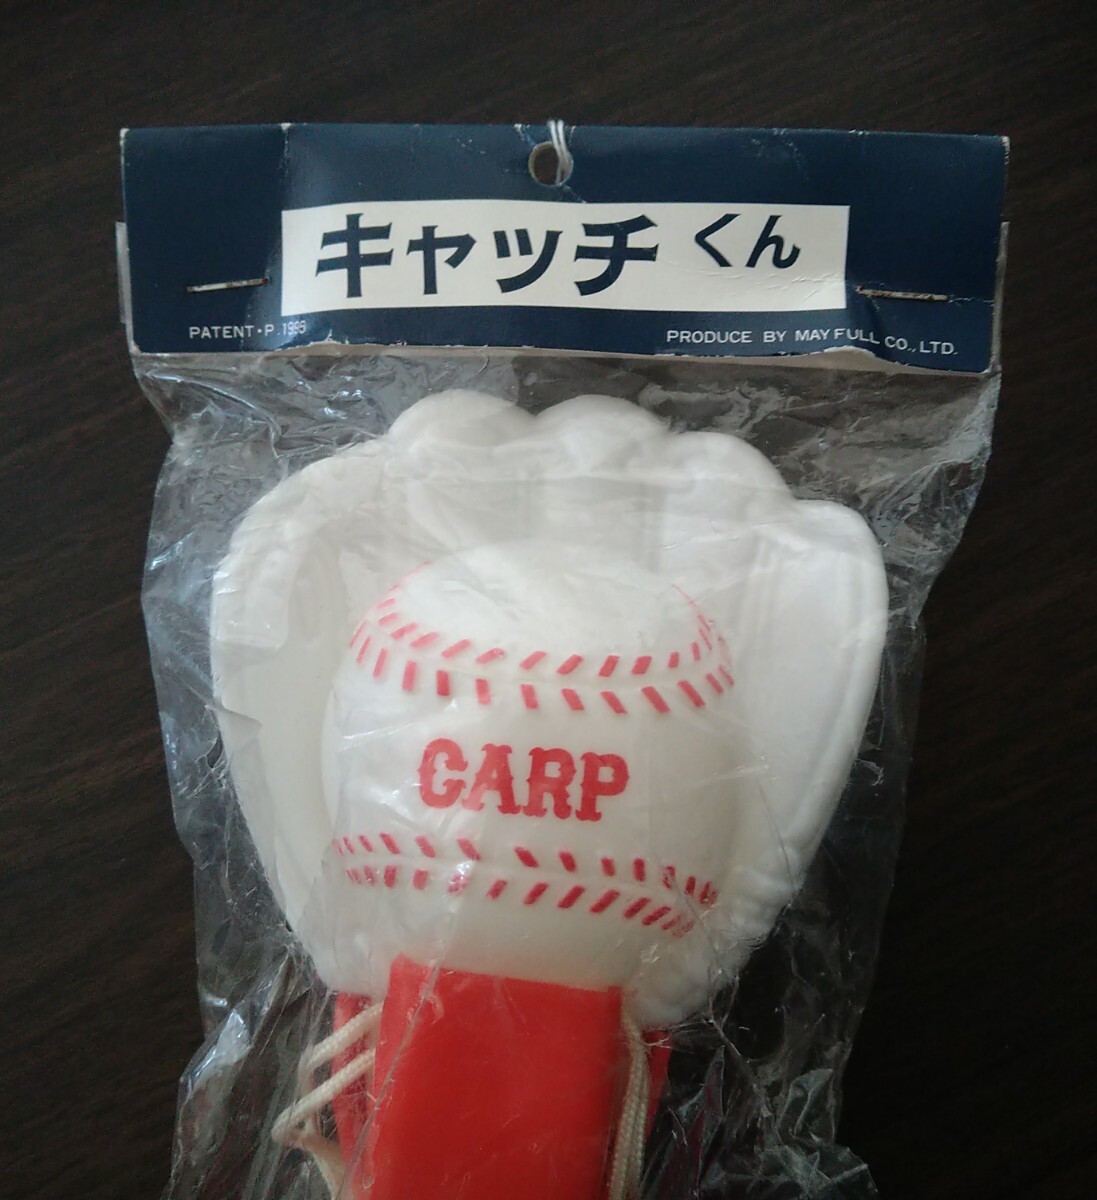 キャッチくん
PATENT・P.1995
PRODUCE BY MAY FULL CO., LTD.
CARP